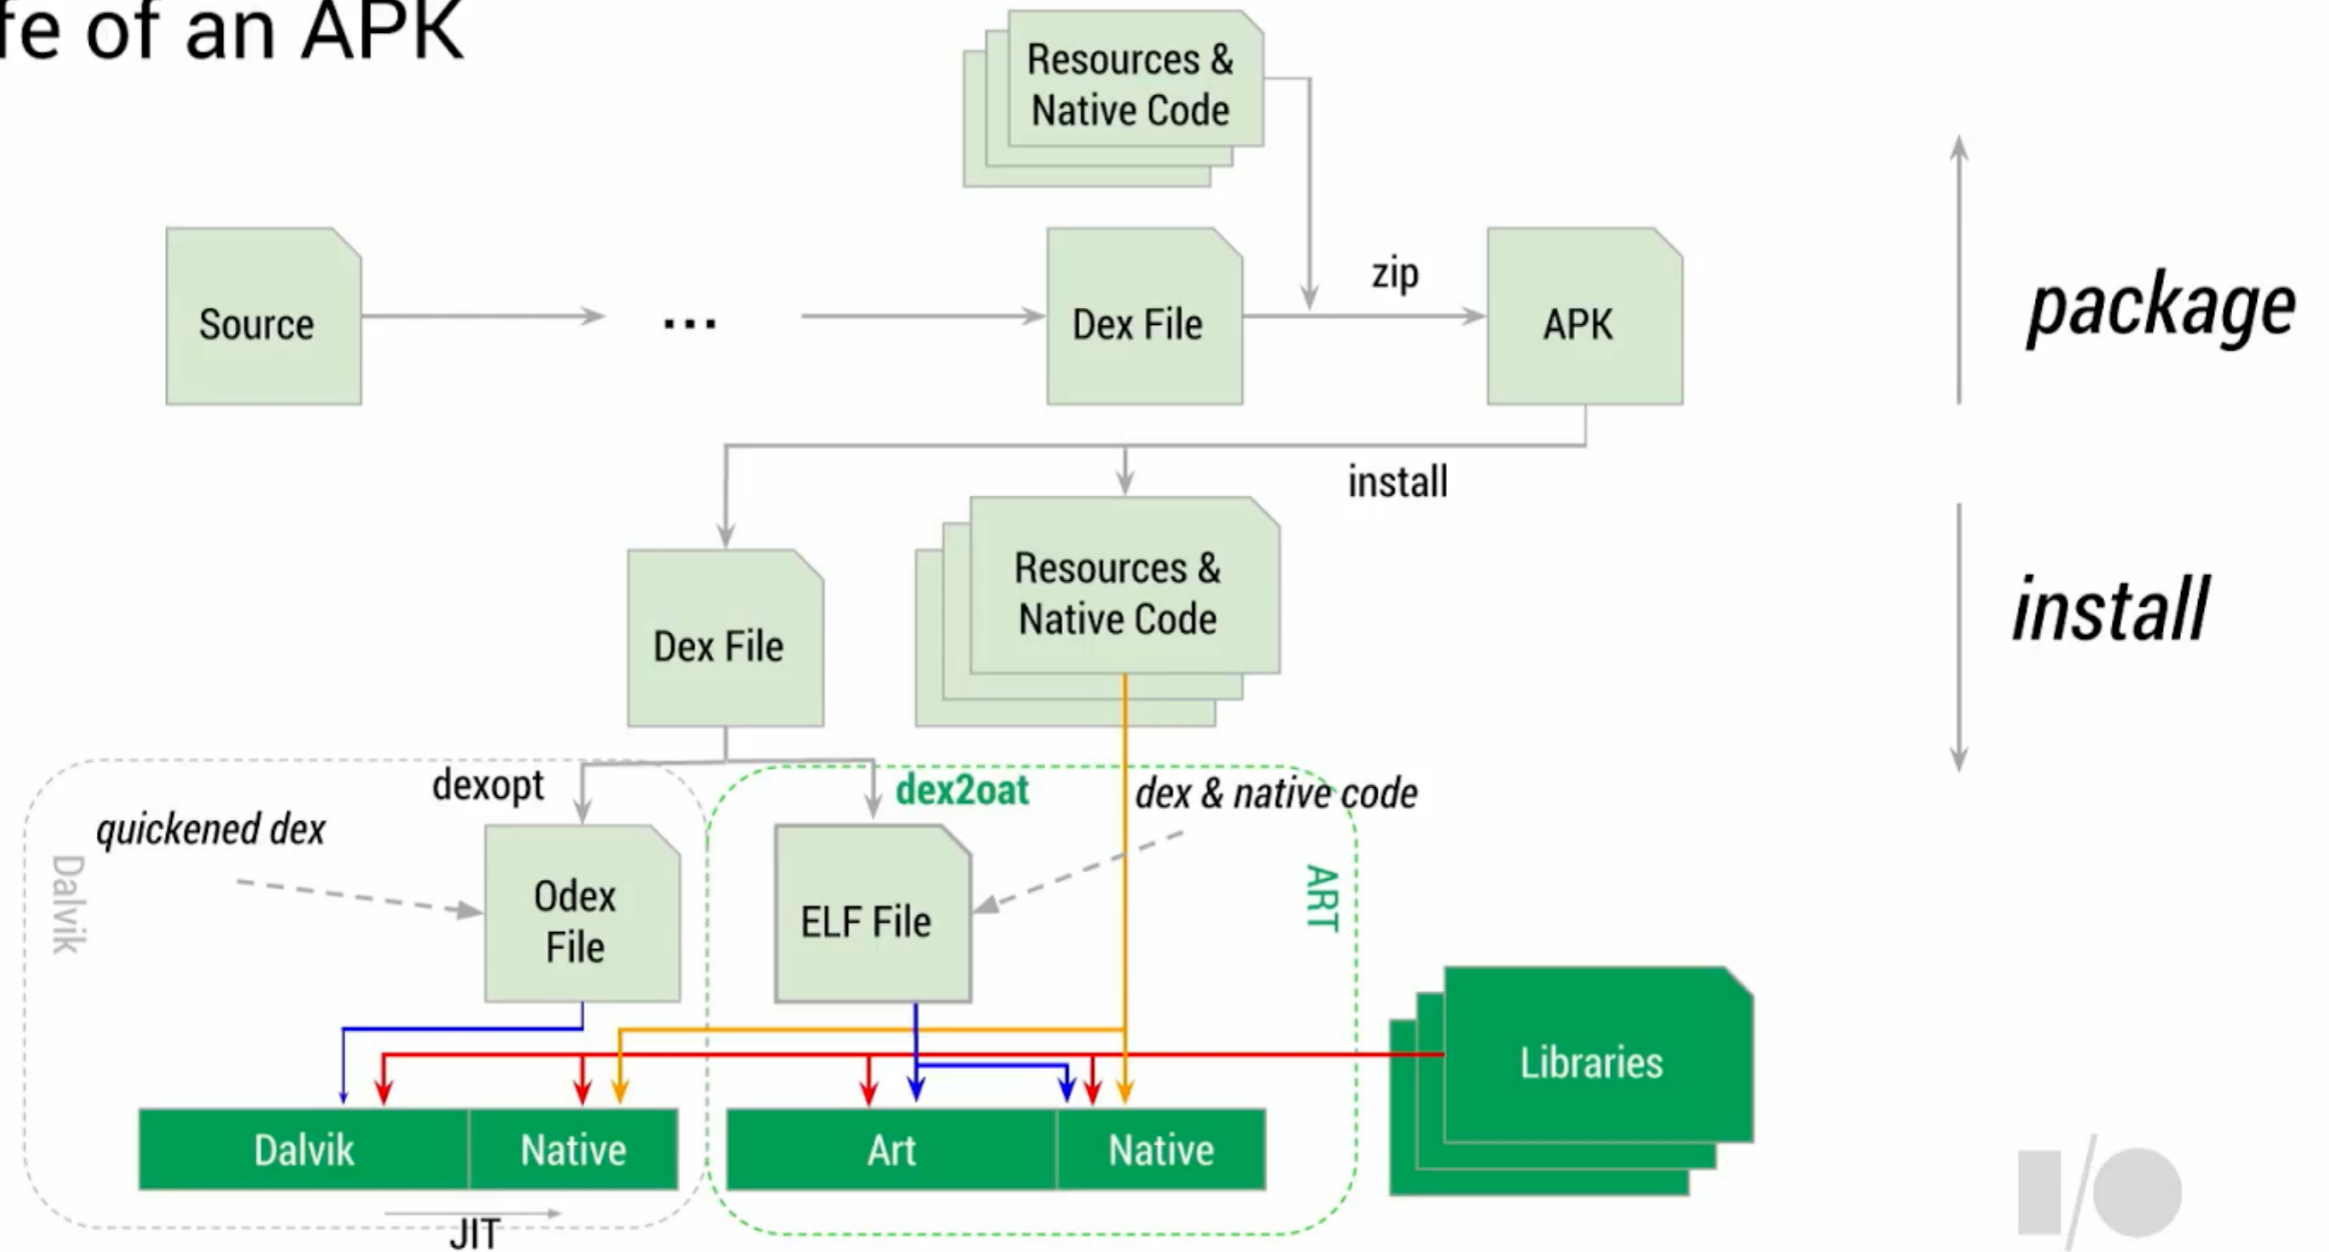 fe of an APK
Resources &
Native Code
Source
...
Dex File
zip
APK
package
install
Resources &
Native Code
install
Dex File
dexopt
dex2oat
dex & native code
quickened dex
Dalvik
Odex
File
ELF File
ART
Libraries
Dalvik
Native
Art
Native
JIT